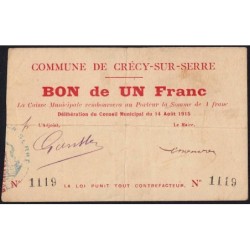 COMMUNE DE CRÉCY-SUR-SERRE
BON de UN Franc
La Caisse Municipale remboursera au Porteur la Somme de 1 franc
Délibération du Conseil Municipal du 14 Août 1915
L'Adjoint, Le Maire,
N° 1119 N° 1119
LA LOI PUNIT TOUT CONTREFACTEUR.